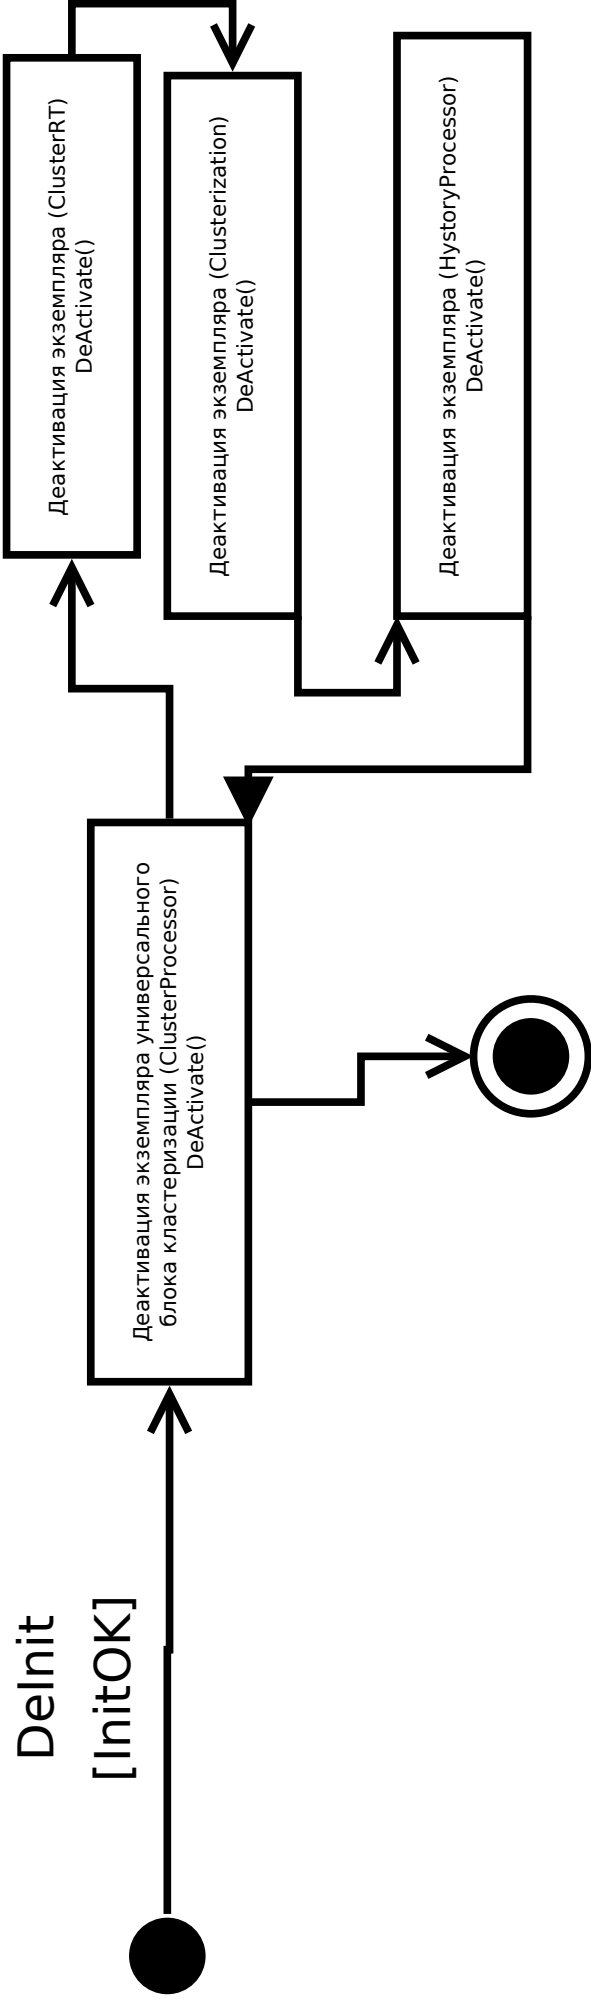 DeInit
[InitOK]
Деактивация экземпляра универсального
блока кластеризации (ClusterProcessor)
DeActivate()
Деактивация экземпляра (ClusterRT)
DeActivate()
Деактивация экземпляра (Clusterization)
DeActivate()
Деактивация экземпляра (HystoryProcessor)
DeActivate()